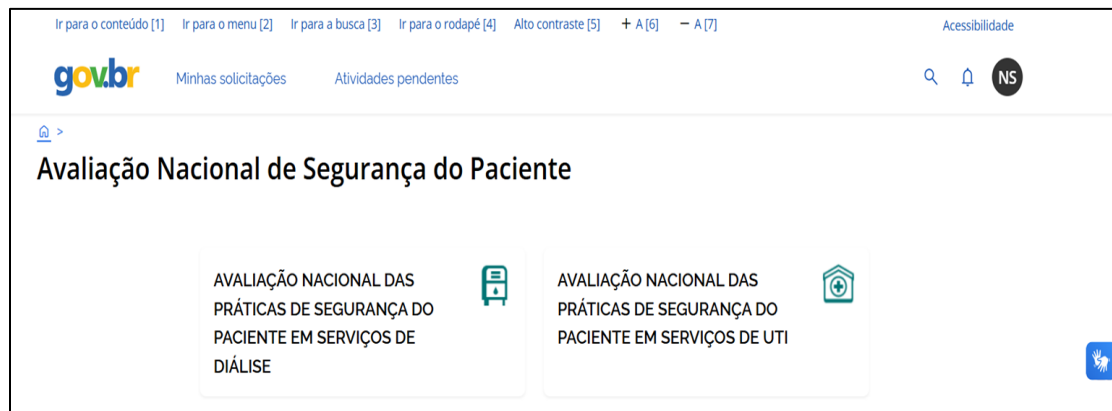 Ir para o conteúdo [1] Ir para o menu [2] Ir para a busca [3] Ir para o rodapé [4] Alto contraste [5] + A [6] − A [7] Acessibilidade
gov.br Minhas solicitações Atividades pendentes NS
>
Avaliação Nacional de Segurança do Paciente
AVALIAÇÃO NACIONAL DAS
PRÁTICAS DE SEGURANÇA DO
PACIENTE EM SERVIÇOS DE
DIÁLISE
AVALIAÇÃO NACIONAL DAS
PRÁTICAS DE SEGURANÇA DO
PACIENTE EM SERVIÇOS DE UTI